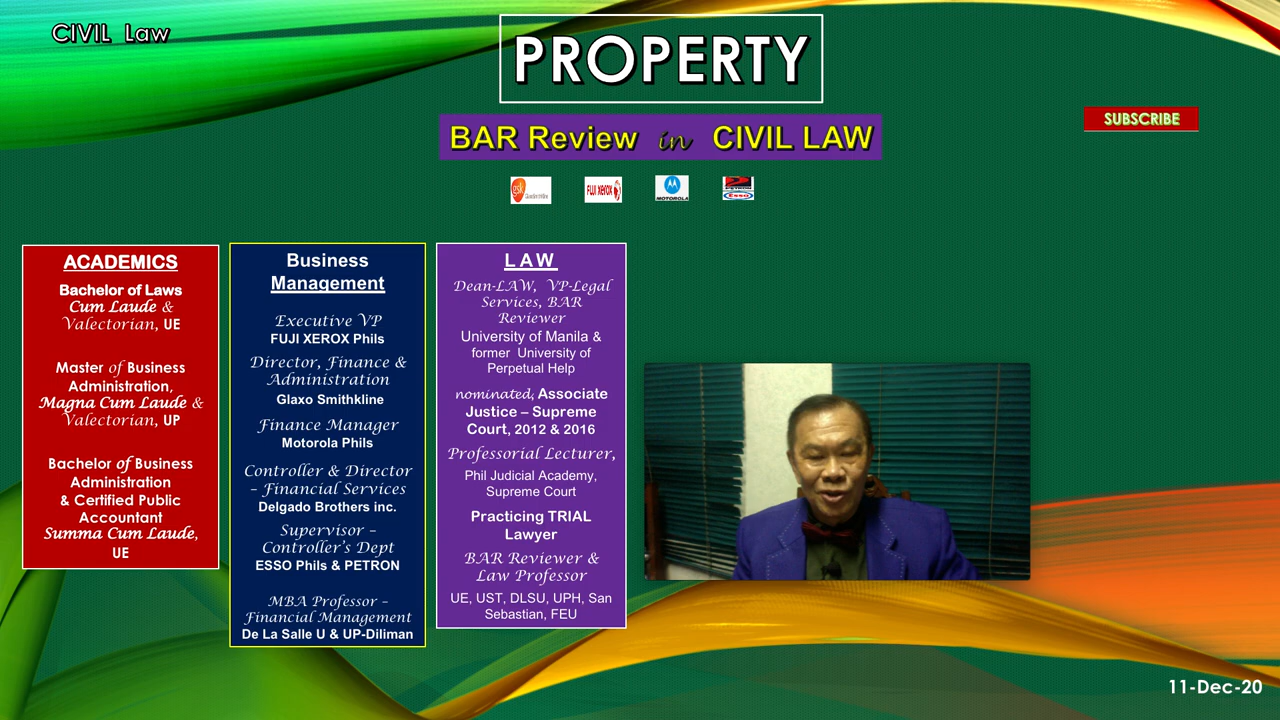 CIVIL Law
PROPERTY
BAR Review in CIVIL LAW
SUBSCRIBE
gsk
FUJI XEROX
MOTOROLA
PETRON
Esso
ACADEMICS
Bachelor of Laws
Cum Laude &
Valectorian, UE
Master of Business
Administration,
Magna Cum Laude &
Valectorian, UP
Bachelor of Business
Administration
& Certified Public
Accountant
Summa Cum Laude,
UE
Business
Management
Executive VP
FUJI XEROX Phils
Director, Finance &
Administration
Glaxo Smithkline
Finance Manager
Motorola Phils
Controller & Director
– Financial Services
Delgado Brothers inc.
Supervisor –
Controller's Dept
ESSO Phils & PETRON
MBA Professor –
Financial Management
De La Salle U & UP-Diliman
LAW
Dean-LAW, VP-Legal
Services, BAR
Reviewer
University of Manila &
former University of
Perpetual Help
nominated, Associate
Justice – Supreme
Court, 2012 & 2016
Professorial Lecturer,
Phil Judicial Academy,
Supreme Court
Practicing TRIAL
Lawyer
BAR Reviewer &
Law Professor
UE, UST, DLSU, UPH, San
Sebastian, FEU
11-Dec-20